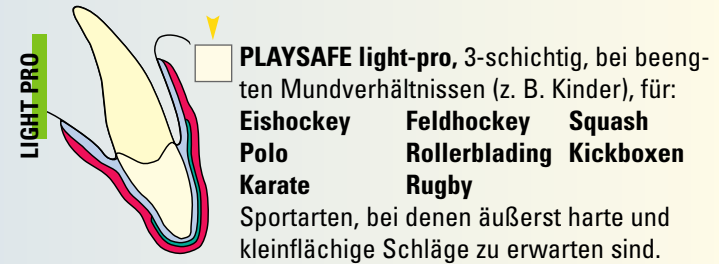 LIGHT PRO
PLAYSAFE light-pro, 3-schichtig, bei beeng-
ten Mundverhältnissen (z. B. Kinder), für:
Eishockey Feldhockey Squash
Polo Rollerblading Kickboxen
Karate Rugby
Sportarten, bei denen äußerst harte und
kleinflächige Schläge zu erwarten sind.